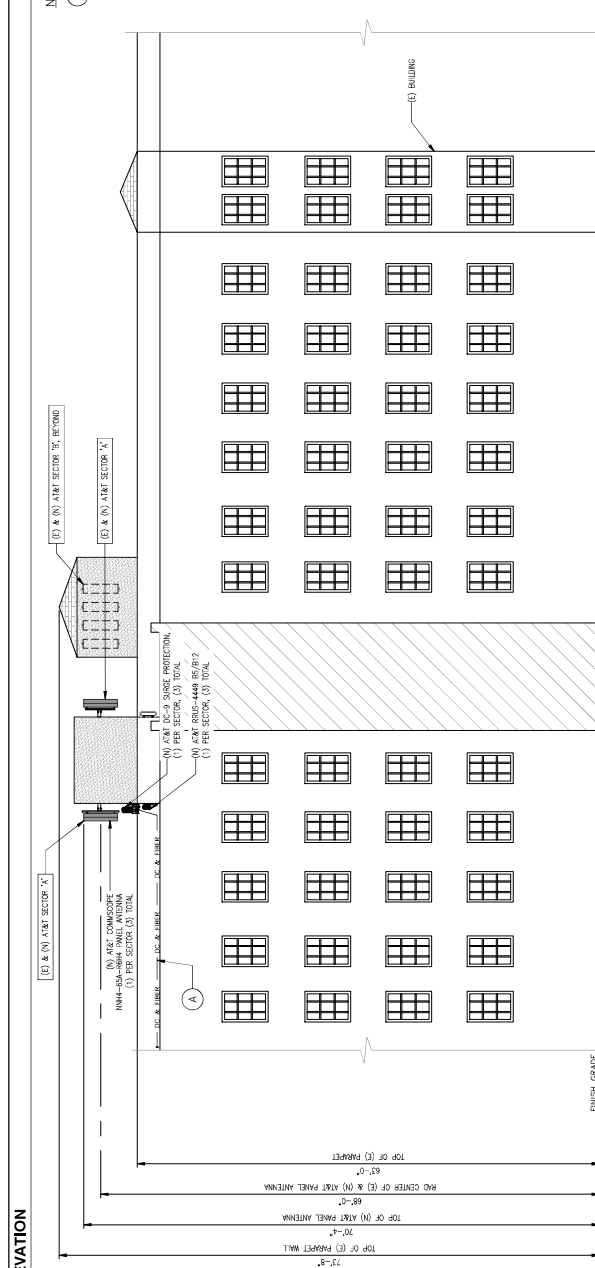 EVATION
N
(E) & (N) AT&T SECTOR "B", BEYOND
(E) & (N) AT&T SECTOR "A"
(E) & (N) AT&T SECTOR "A"
(N) AT&T COMMSCOPE
NNH4-65A-R6H4 PANEL ANTENNA
(1) PER SECTOR (3) TOTAL
(N) AT&T DC-9 SURGE PROTECTION,
(1) PER SECTOR, (3) TOTAL
(N) AT&T RRUS-4449 B5/B12
(1) PER SECTOR, (3) TOTAL
DC & FIBER
DC & FIBER
DC & FIBER
DC & FIBER
A
(E) BUILDING
TOP OF (E) PARAPET
63'-0"
RAD CENTER OF (E) & (N) AT&T PANEL ANTENNA
68'-0"
TOP OF (N) AT&T PANEL ANTENNA
70'-4"
TOP OF (E) PARAPET WALL
73'-8"
FINISH GRADE